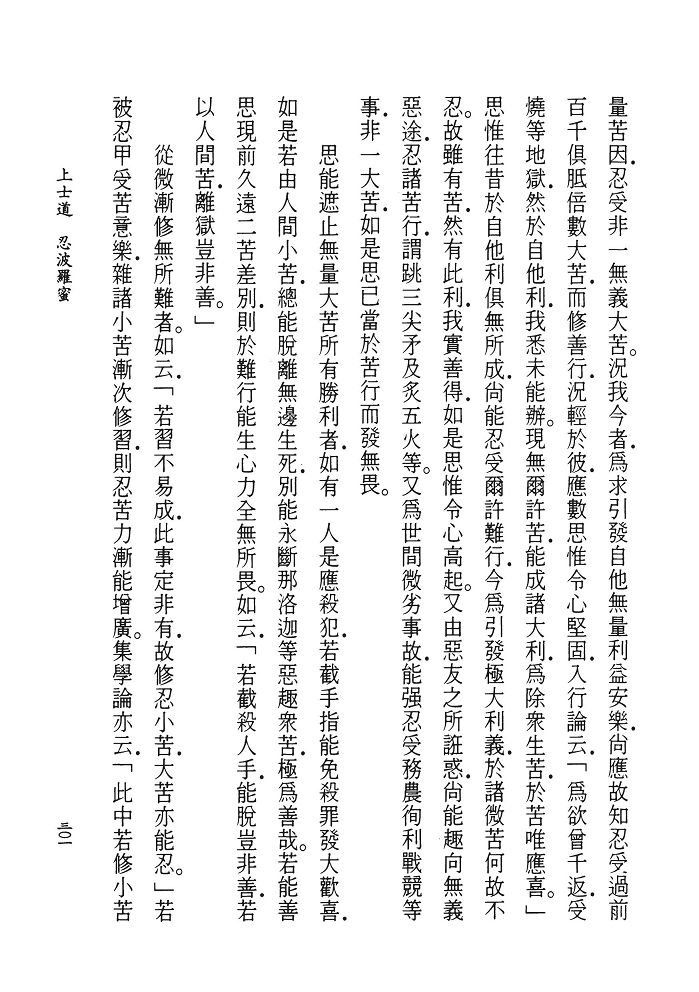 量苦因．忍受非一無義大苦。況我今者．爲求引發自他無量利益安樂．尚應故知忍受過前
百千俱胝倍數大苦．而修善行．況輕於彼．應數思惟令心堅固．入行論云．「爲欲曾千返．受
燒等地獄．然於自他利．我悉未能辦。現無爾許苦．能成諸大利．爲除衆生苦．於苦唯應喜。」
思惟往昔於自他利俱無所成．尚能忍受爾許難行．今爲引發極大利義．於諸微苦何故不
忍。故雖有苦．然有此利．我實善得．如是思惟令心高起。又由惡友之所誑惑．尚能趣向無義
惡途．忍諸苦行．謂跳三尖矛及炙五火等。又爲世間微劣事故．能强忍受務農徇利戰競等
事．非一大苦．如是思已當於苦行而發無畏。
思能遮止無量大苦所有勝利者．如有一人是應殺犯．若截手指能免殺罪發大歡喜．
如是若由人間小苦．總能脫離無邊生死．別能永斷那洛迦等惡趣衆苦．極爲善哉。若能善
思現前久遠二苦差別．則於難行能生心力全無所畏。如云．「若截殺人手．能脫豈非善．若
以人間苦．離獄豈非善。」
從微漸修無所難者。如云．「若習不易成．此事定非有．故修忍小苦．大苦亦能忍。」若
被忍甲受苦意樂．雜諸小苦漸次修習．則忍苦力漸能增廣。集學論亦云．「此中若修小苦
上士道　忍波羅蜜
三〇一